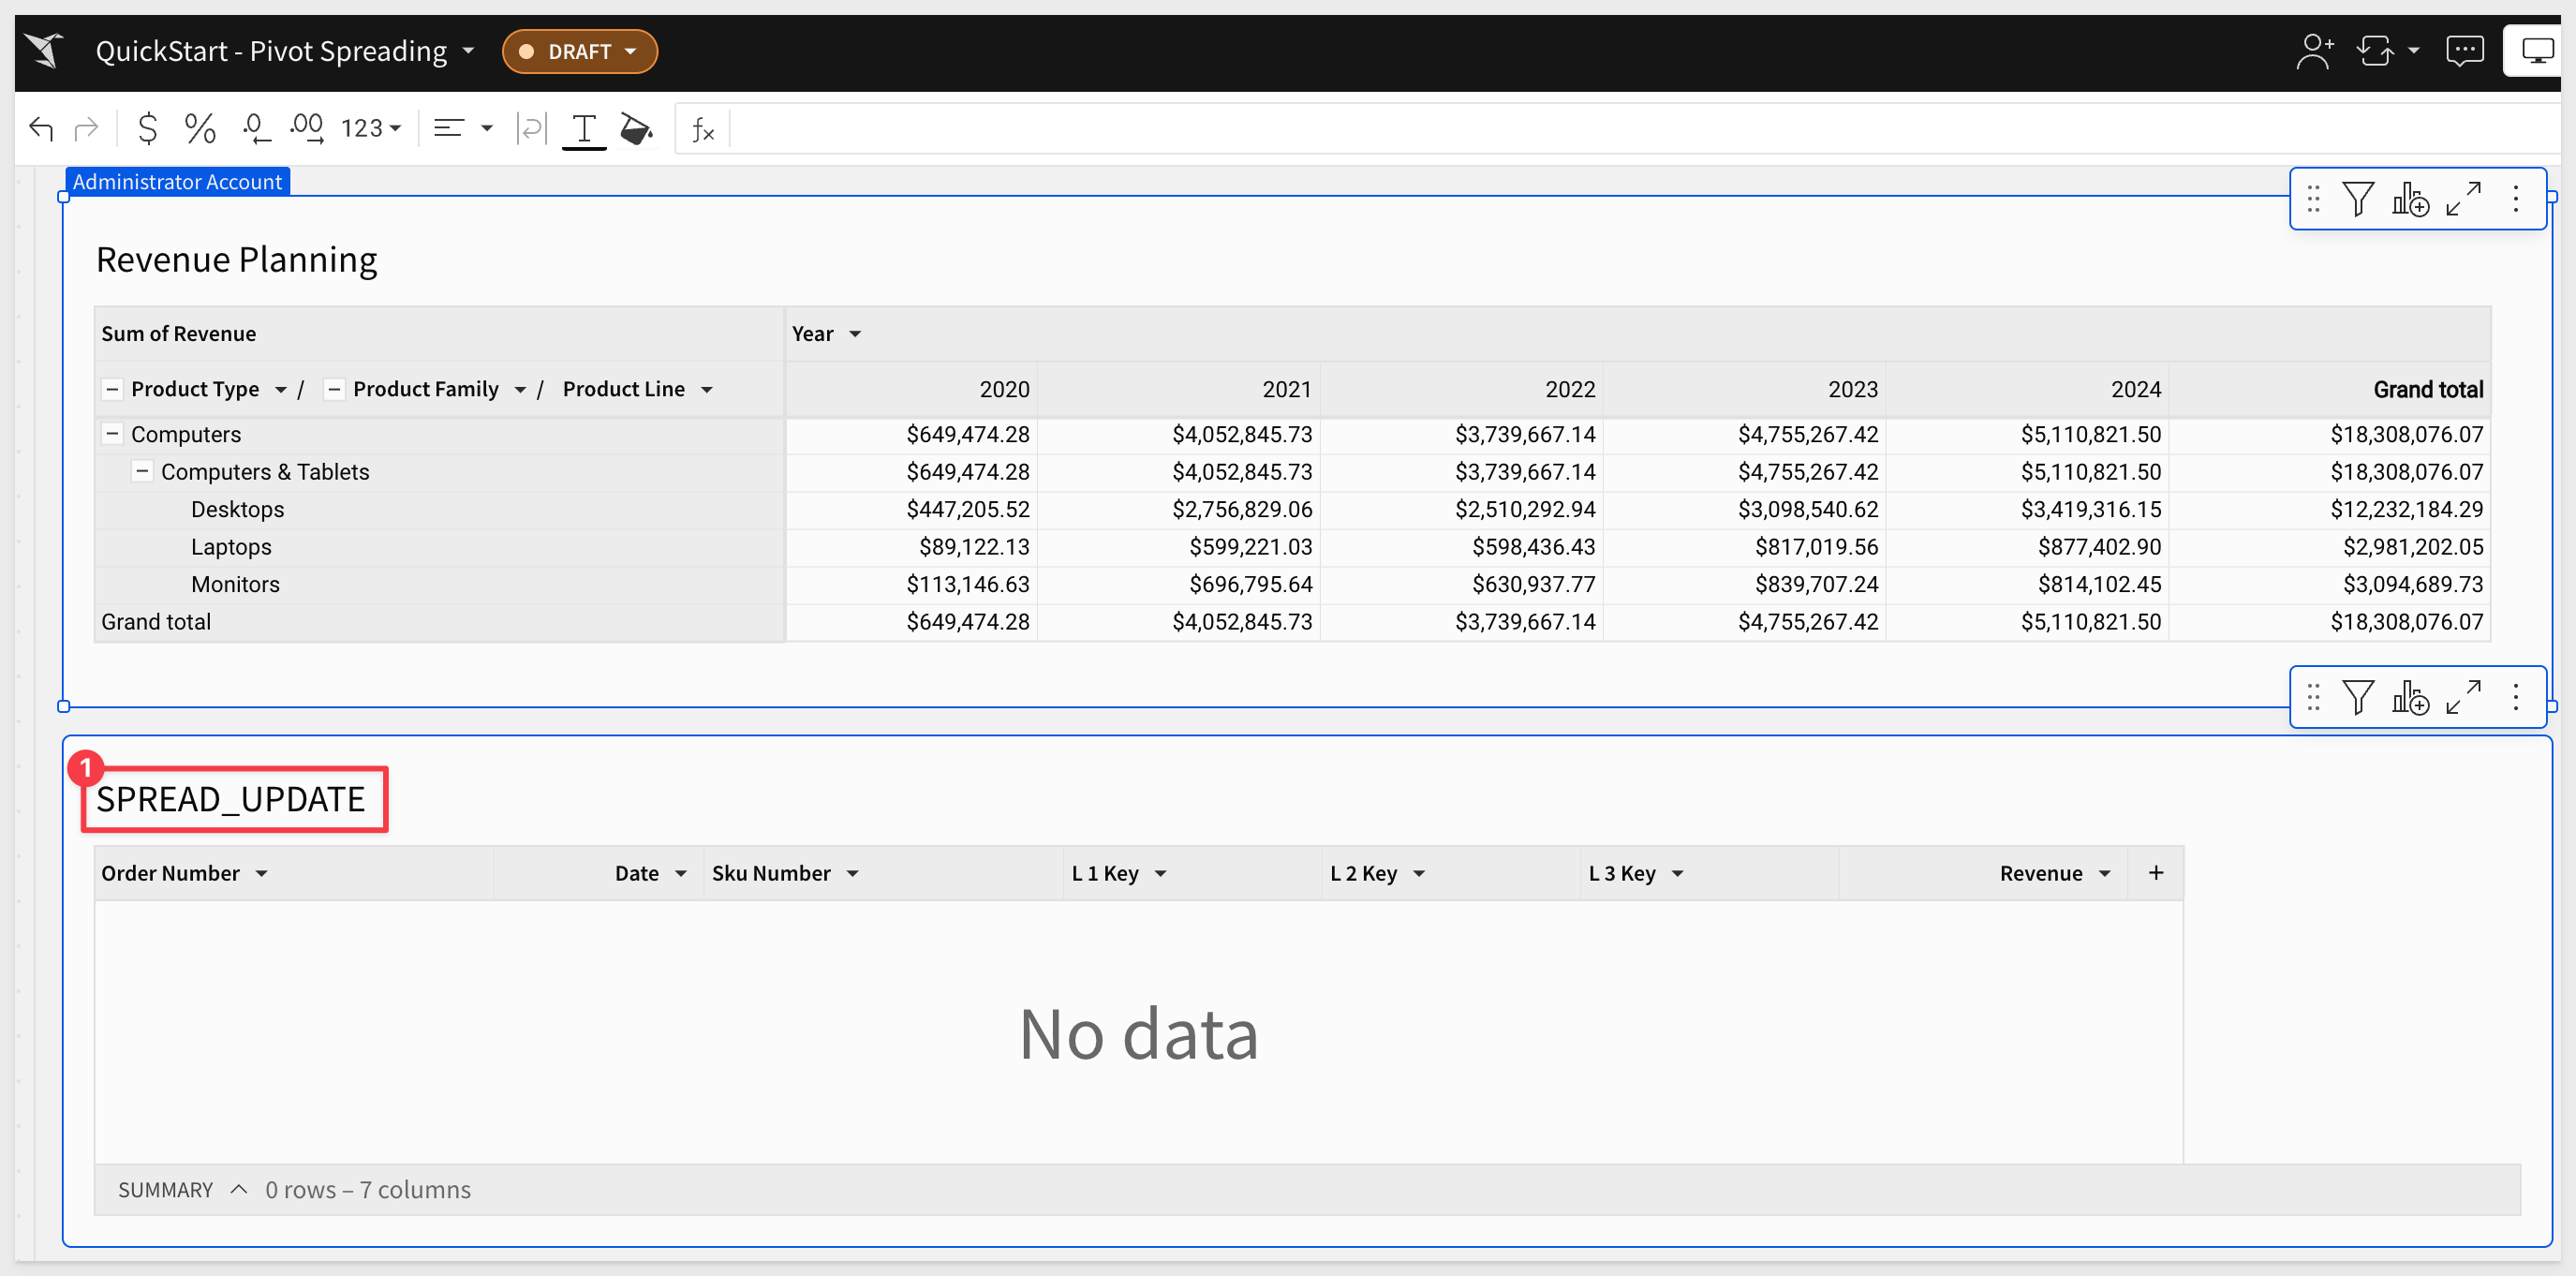 QuickStart - Pivot Spreading DRAFT
$ % .0 .00 123 T fx
Administrator Account
Revenue Planning
Sum of Revenue Year
Product Type / Product Family / Product Line 2020 2021 2022 2023 2024 Grand total
Computers $649,474.28 $4,052,845.73 $3,739,667.14 $4,755,267.42 $5,110,821.50 $18,308,076.07
Computers & Tablets $649,474.28 $4,052,845.73 $3,739,667.14 $4,755,267.42 $5,110,821.50 $18,308,076.07
Desktops $447,205.52 $2,756,829.06 $2,510,292.94 $3,098,540.62 $3,419,316.15 $12,232,184.29
Laptops $89,122.13 $599,221.03 $598,436.43 $817,019.56 $877,402.90 $2,981,202.05
Monitors $113,146.63 $696,795.64 $630,937.77 $839,707.24 $814,102.45 $3,094,689.73
Grand total $649,474.28 $4,052,845.73 $3,739,667.14 $4,755,267.42 $5,110,821.50 $18,308,076.07
1
SPREAD_UPDATE
Order Number Date Sku Number L 1 Key L 2 Key L 3 Key Revenue +
No data
SUMMARY 0 rows – 7 columns